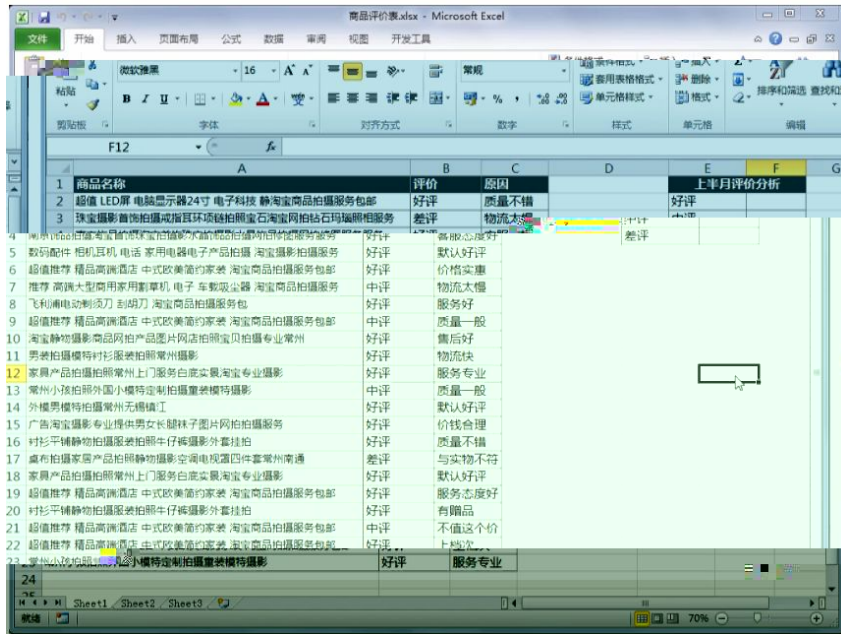 商品评价表.xlsx - Microsoft Excel
文件 开始 插入 页面布局 公式 数据 审阅 视图 开发工具
微软雅黑 16 常规
粘贴 套用表格格式 删除
B I U % 单元格样式 格式 排序和筛选
剪贴板 字体 对齐方式 数字 样式 单元格 编辑
F12 fx
A B C D E F G
1 商品名称 评价 原因 上半月评价分析
2 超值 LED屏 电脑显示器24寸 电子科技 静淘宝商品拍摄服务包邮 好评 质量不错 好评
3 珠宝摄影首饰拍摄戒指耳环项链拍照宝石淘宝网拍钻石玛瑙照相服务 差评
差评
5 数码配件 相机耳机 电话 家用电器电子产品拍摄 淘宝摄影拍摄服务 好评 默认好评
6 超值推荐 精品高端酒店 中式欧美简约家装 淘宝商品拍摄服务包邮 好评 价格实惠
7 推荐 高端大型商用家用割草机 电子 车载吸尘器 淘宝商品拍摄服务 中评 物流太慢
8 飞利浦电动剃须刀 刮胡刀 淘宝商品拍摄服务包 好评 服务好
9 超值推荐 精品高端酒店 中式欧美简约家装 淘宝商品拍摄服务包邮 中评 质量一般
10 淘宝静物摄影商品网拍产品图片网店拍照宝贝拍摄专业常州 好评 售后好
11 男装拍摄模特衬衫服装拍照常州摄影 好评 物流快
12 家具产品拍摄拍照常州上门服务白底实景淘宝专业摄影 好评 服务专业
13 常州小孩拍照外国小模特定制拍摄童装模特摄影 中评 质量一般
14 外模男模特拍摄常州无锡镇江 好评 默认好评
15 广告淘宝摄影专业提供男女长腿袜子图片网拍拍摄服务 好评 价钱合理
16 衬衫平铺静物拍摄服装拍照牛仔裤摄影外套挂拍 好评 质量不错
17 桌布拍摄家居产品拍照静物摄影空调电视罩四件套常州南通 差评 与实物不符
18 家具产品拍摄拍照常州上门服务白底实景淘宝专业摄影 好评 默认好评
19 超值推荐 精品高端酒店 中式欧美简约家装 淘宝商品拍摄服务包邮 好评 服务态度好
20 衬衫平铺静物拍摄服装拍照牛仔裤摄影外套挂拍 好评 有赠品
21 超值推荐 精品高端酒店 中式欧美简约家装 淘宝商品拍摄服务包邮 中评 不值这个价
22 超值推荐 精品高端酒店 中式欧美简约家装 淘宝商品拍摄服务包邮 好评 上档次
小模特定制拍摄童装模特摄影 好评 服务专业
24
Sheet1 Sheet2 Sheet3
就绪 70%